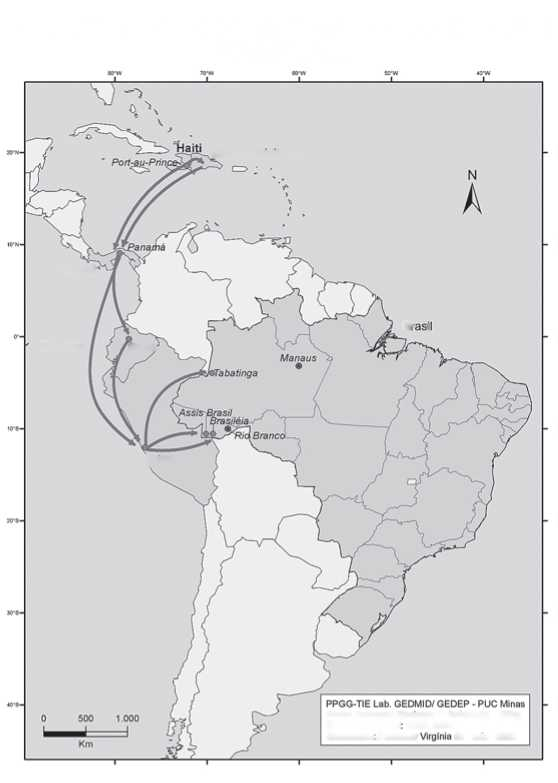 80°W 70°W 60°W 50°W 40°W
20°N
Haiti
Port-au-Prince
N
10°N
Panamá
Brasil
0°
Manaus
Tabatinga
Assis Brasil
Brasiléia
10°S
Rio Branco
20°S
30°S
40°S
PPGG-TIE Lab. GEDMID/ GEDEP - PUC Minas
Virgínia
0 500 1.000
Km